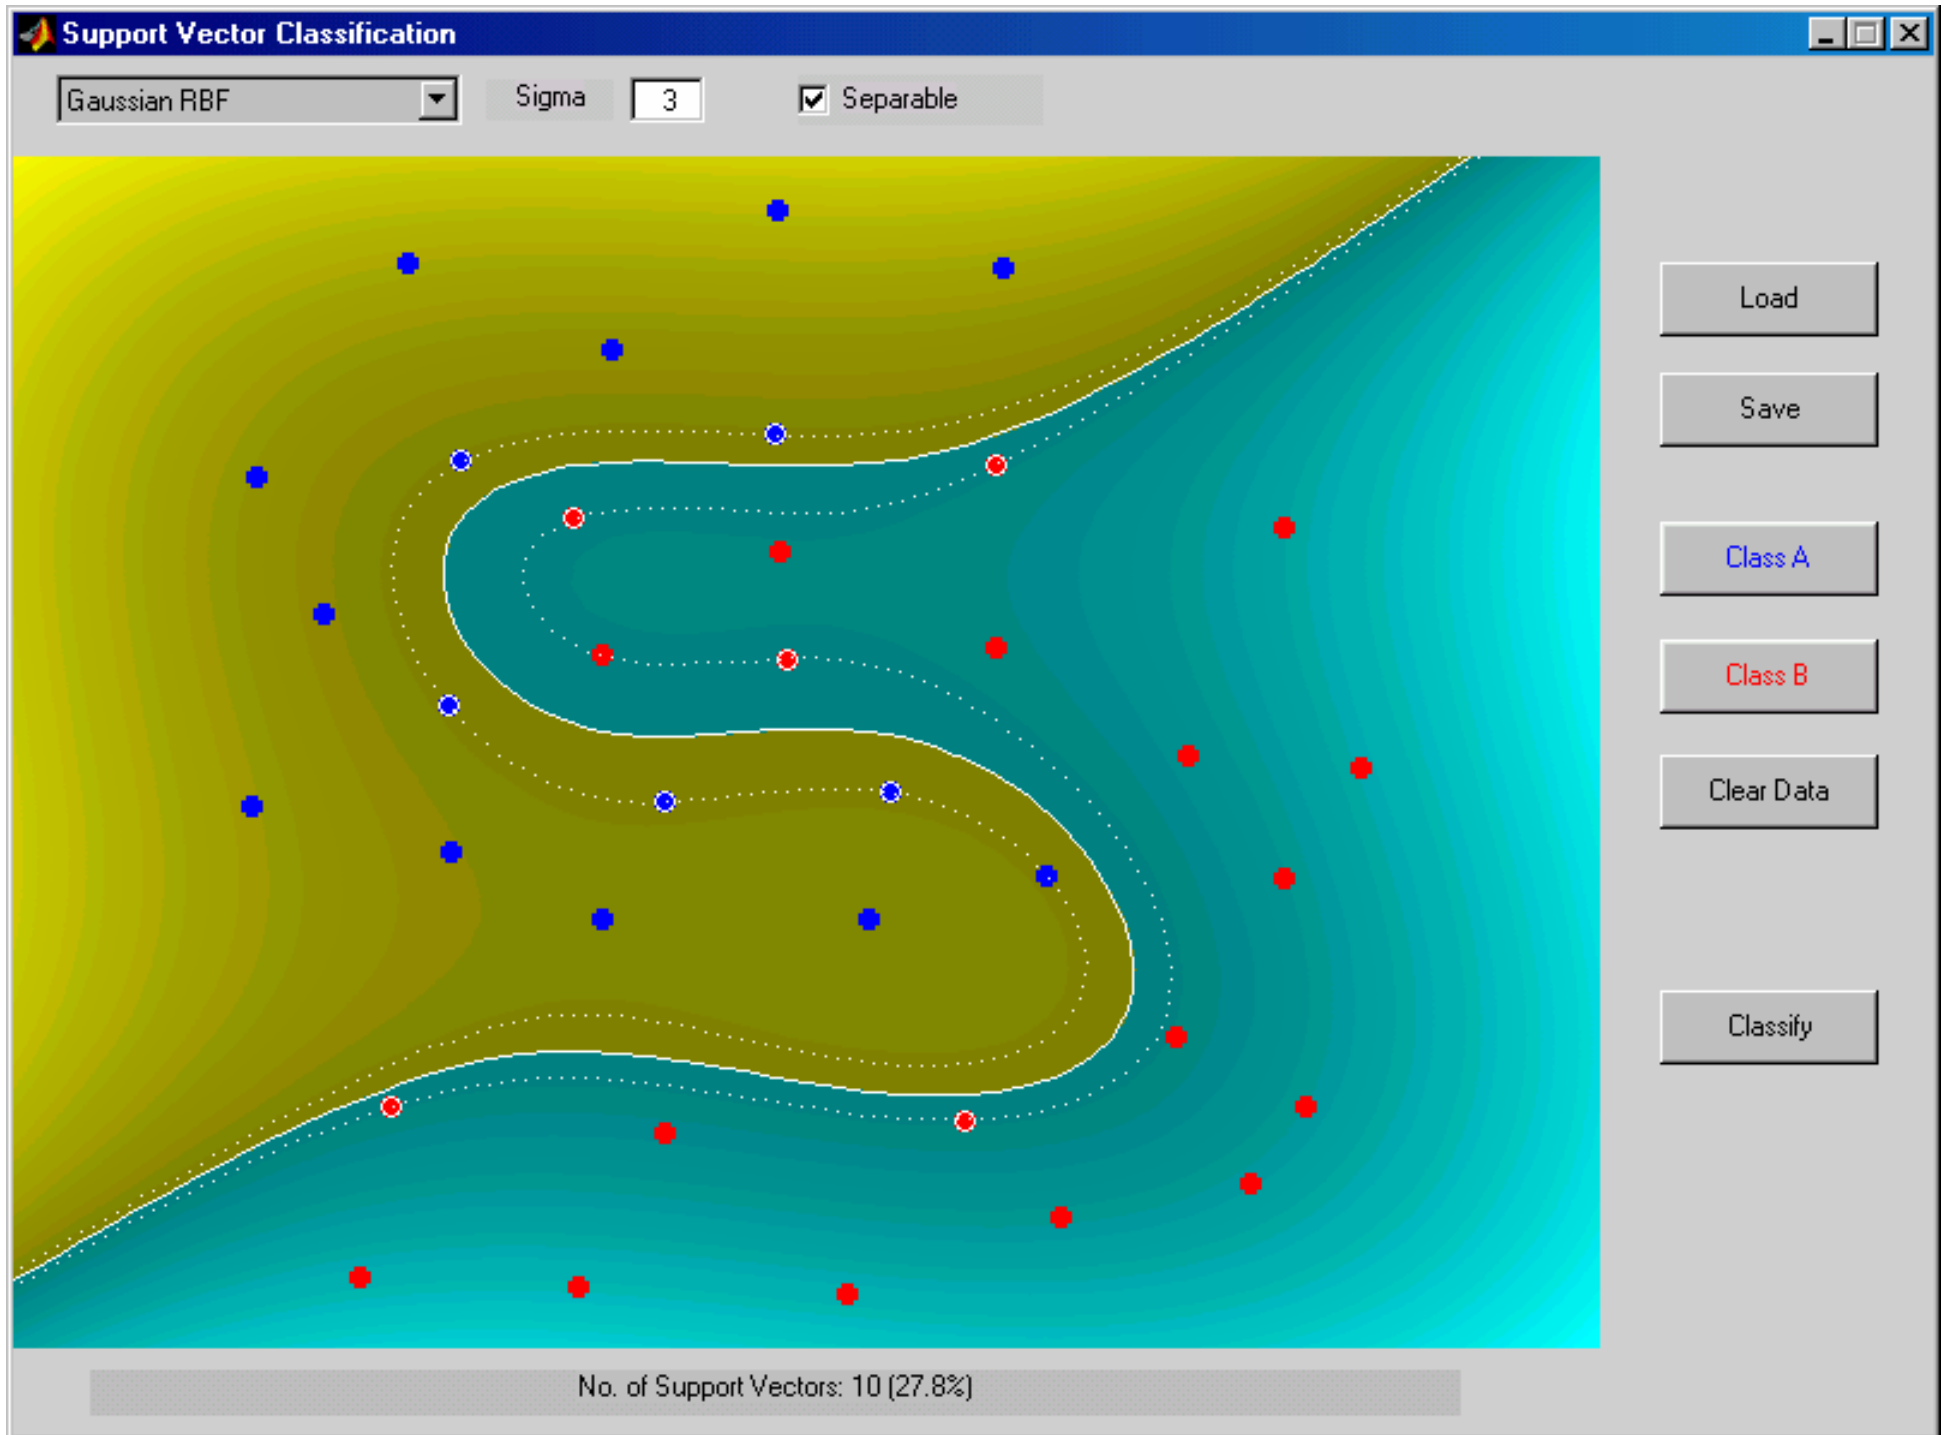 Support Vector Classification
Gaussian RBF
Sigma
3
Separable
Load
Save
Class A
Class B
Clear Data
Classify
No. of Support Vectors: 10 (27.8%)